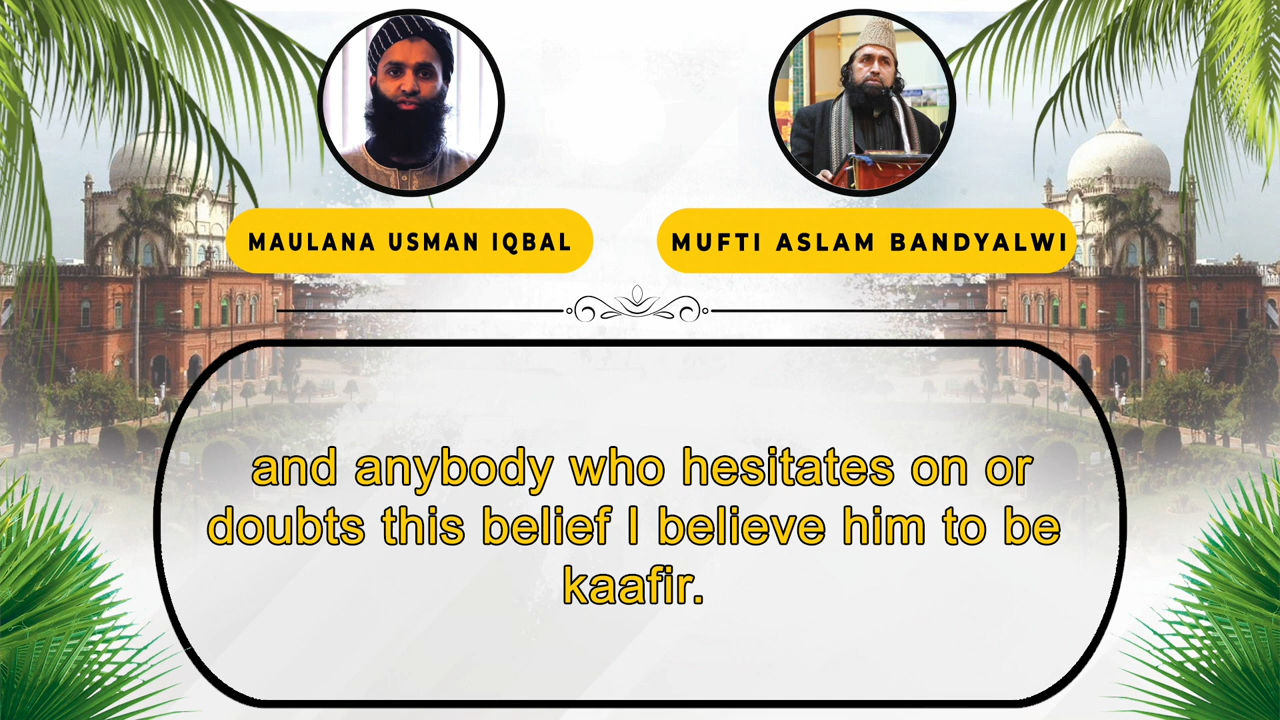 MAULANA USMAN IQBAL
MUFTI ASLAM BANDYALWI
and anybody who hesitates on or
doubts this belief I believe him to be
kaafir.